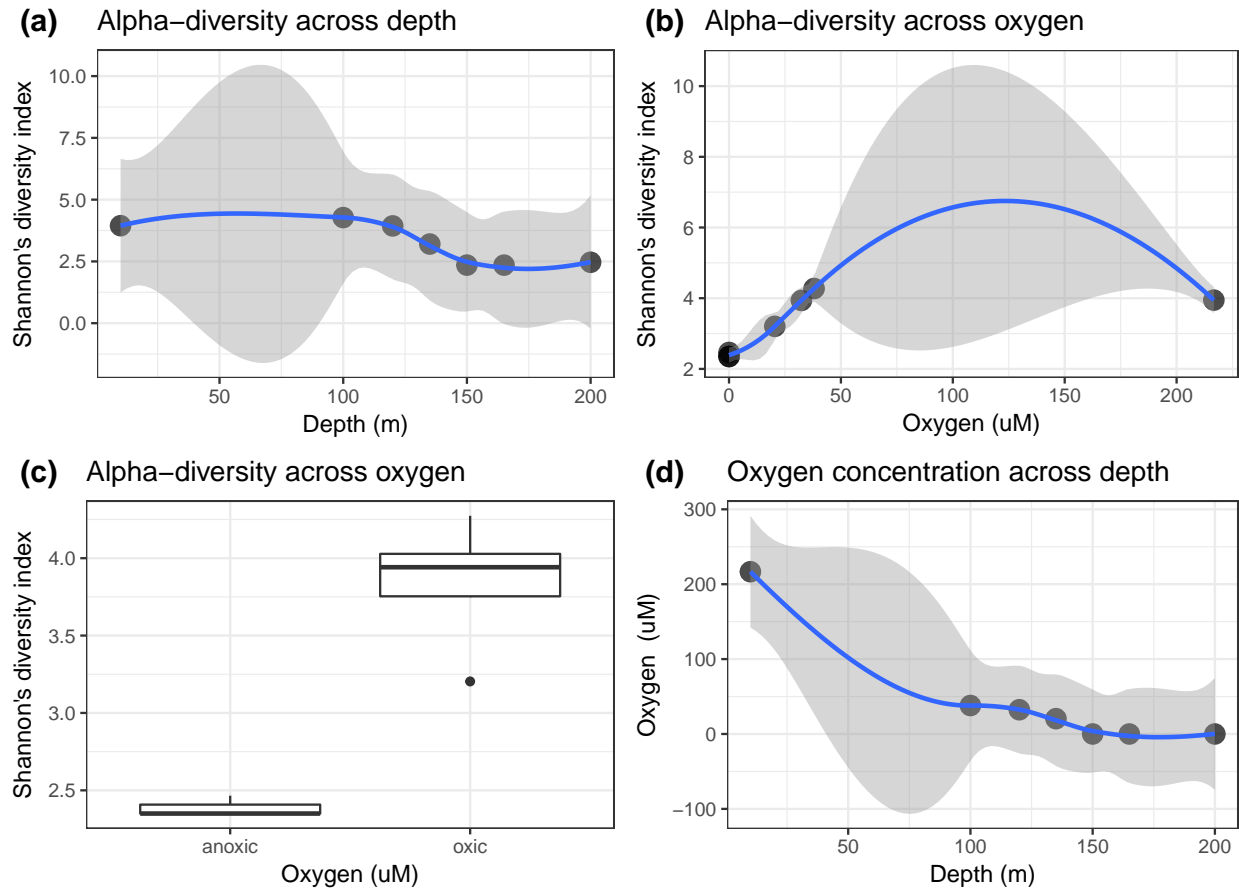 (a) Alpha−diversity across depth
Shannon's diversity index
10.0
7.5
5.0
2.5
0.0
50 100 150 200
Depth (m)
(b) Alpha−diversity across oxygen
Shannon's diversity index
10
8
6
4
2
0 50 100 150 200
Oxygen (uM)
(c) Alpha−diversity across oxygen
Shannon's diversity index
4.0
3.5
3.0
2.5
anoxic oxic
Oxygen (uM)
(d) Oxygen concentration across depth
Oxygen (uM)
300
200
100
0
−100
50 100 150 200
Depth (m)